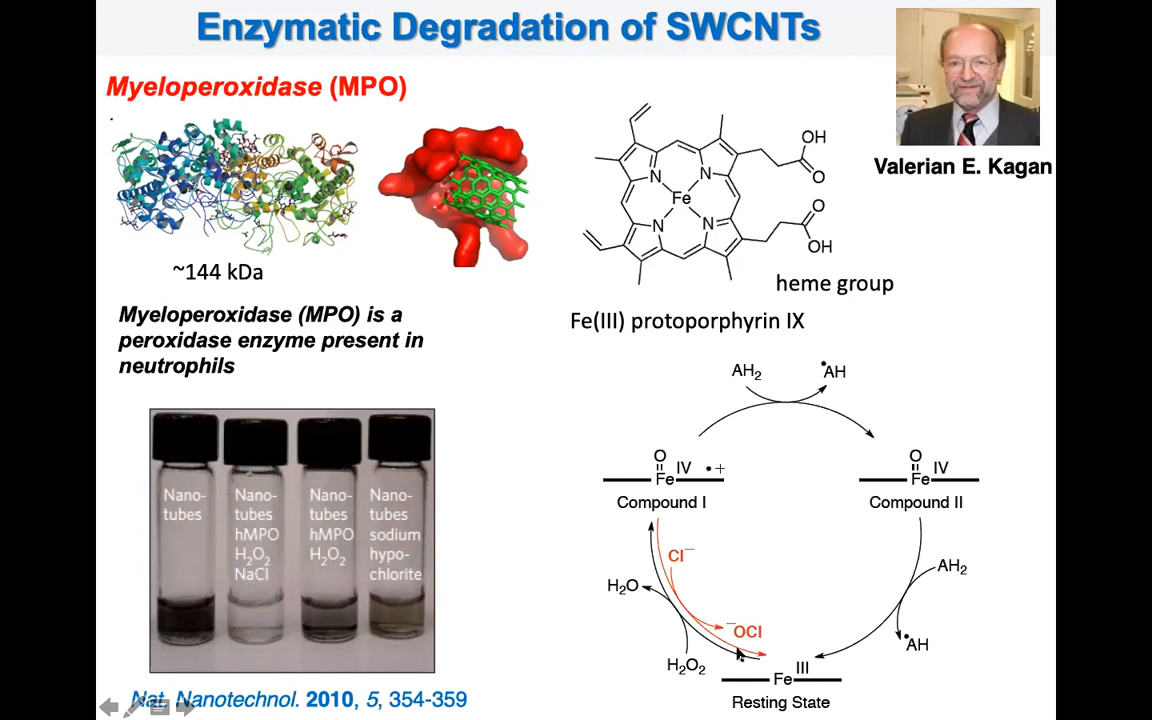 Enzymatic Degradation of SWCNTs
Valerian E. Kagan
Myeloperoxidase (MPO)
~144 kDa
Myeloperoxidase (MPO) is a
peroxidase enzyme present in
neutrophils
Nano-
tubes
Nano-
tubes
hMPO
H₂O₂
NaCl
Nano-
tubes
hMPO
H₂O₂
Nano-
tubes
sodium
hypo-
chlorite
Nat. Nanotechnol. 2010, 5, 354-359
OH
O
N
N
Fe
N
N
O
OH
heme group
Fe(III) protoporphyrin IX
AH₂
•AH
O
Fe IV •+
Compound I
O
Fe IV
Compound II
Cl⁻
H₂O
⁻OCl
H₂O₂
AH₂
•AH
Fe III
Resting State